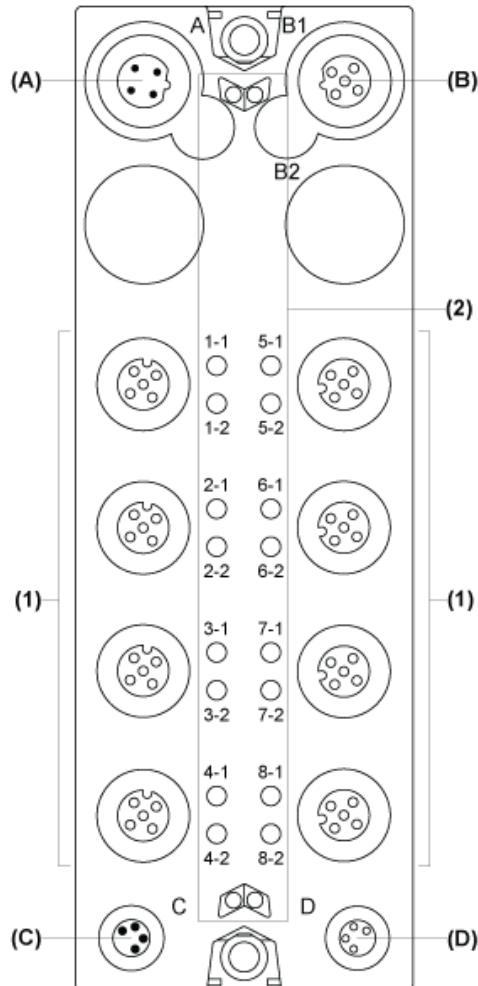 A B1
(A) (B)
B2
(2)
1-1 5-1
1-2 5-2
2-1 6-1
2-2 6-2
(1) (1)
3-1 7-1
3-2 7-2
4-1 8-1
4-2 8-2
C D
(C) (D)